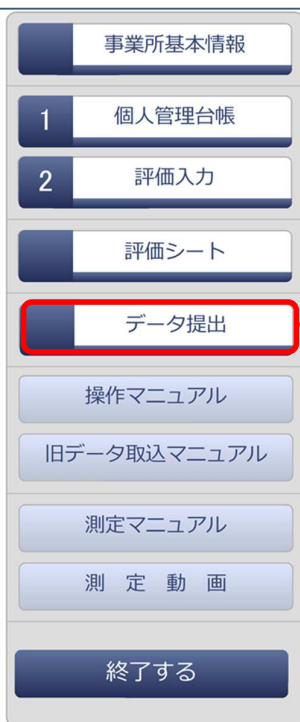 事業所基本情報
1 個人管理台帳
2 評価入力
評価シート
データ提出
操作マニュアル
旧データ取込マニュアル
測定マニュアル
測 定 動 画
終了する